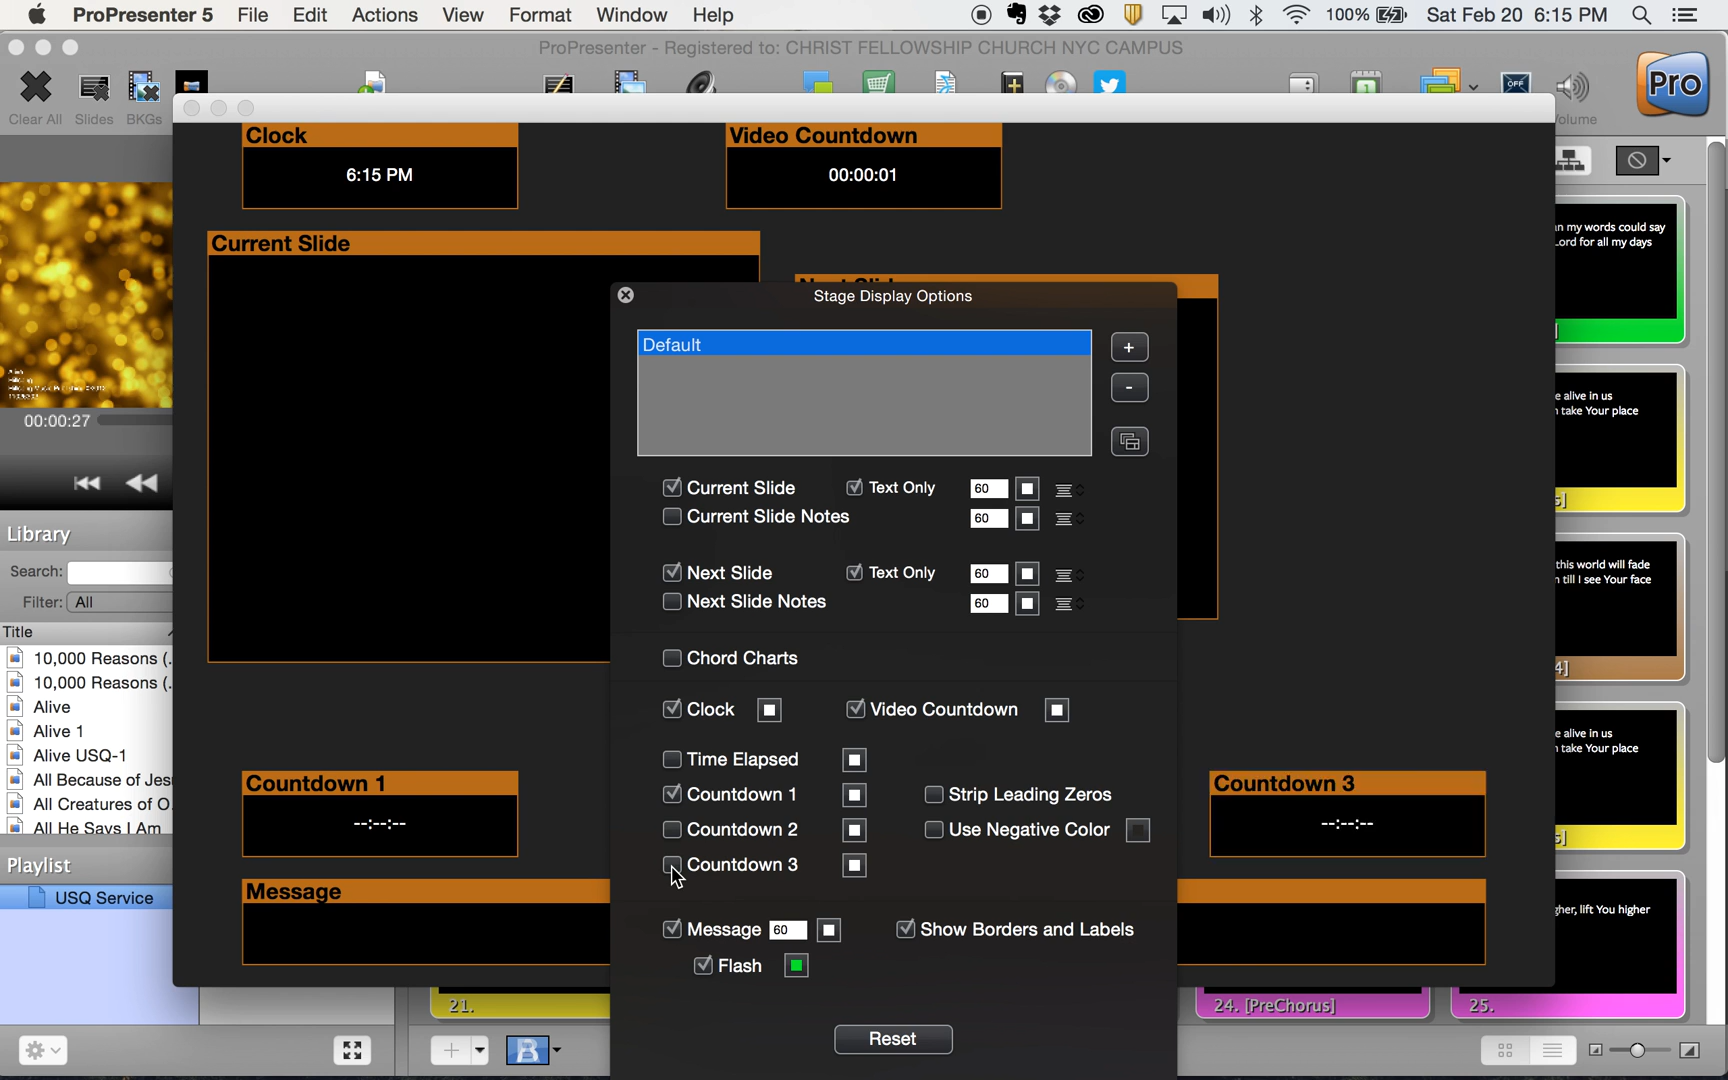 ProPresenter 5 File Edit Actions View Format Window Help 100% Sat Feb 20 6:15 PM
ProPresenter - Registered to: CHRIST FELLOWSHIP CHURCH NYC CAMPUS
Clear All Slides BKGs
OFF
Pro
Clock
6:15 PM
Video Countdown
00:00:01
Current Slide
Stage Display Options
Default
+
-
Current Slide Text Only 60
Current Slide Notes 60
Next Slide Text Only 60
Next Slide Notes 60
Chord Charts
Clock Video Countdown
Time Elapsed
Countdown 1 Strip Leading Zeros
Countdown 2 Use Negative Color
Countdown 3
Message 60 Show Borders and Labels
Flash
Reset
Countdown 1
--:--:--
Countdown 3
--:--:--
Message
00:00:27
Library
Search:
Filter: All
Title
10,000 Reasons (.
10,000 Reasons (.
Alive
Alive 1
Alive USQ-1
All Because of Jesu
All Creatures of O
All He Says I Am
Playlist
USQ Service
my words could say
Lord for all my days
e alive in us
take Your place
this world will fade
till I see Your face
4]
e alive in us
take Your place
gher, lift You higher
21.
24. [PreChorus]
25.